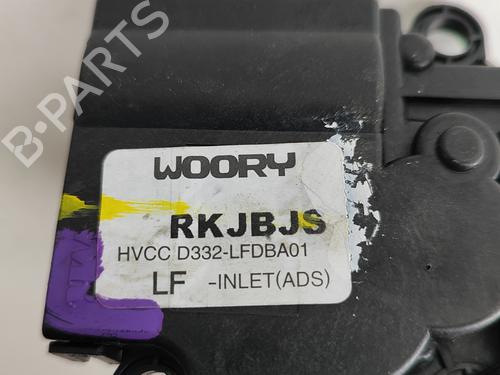 WOORY
RKJBJS
HVCC D332-LFDBA01
LF -INLET(ADS)
B-PARTS